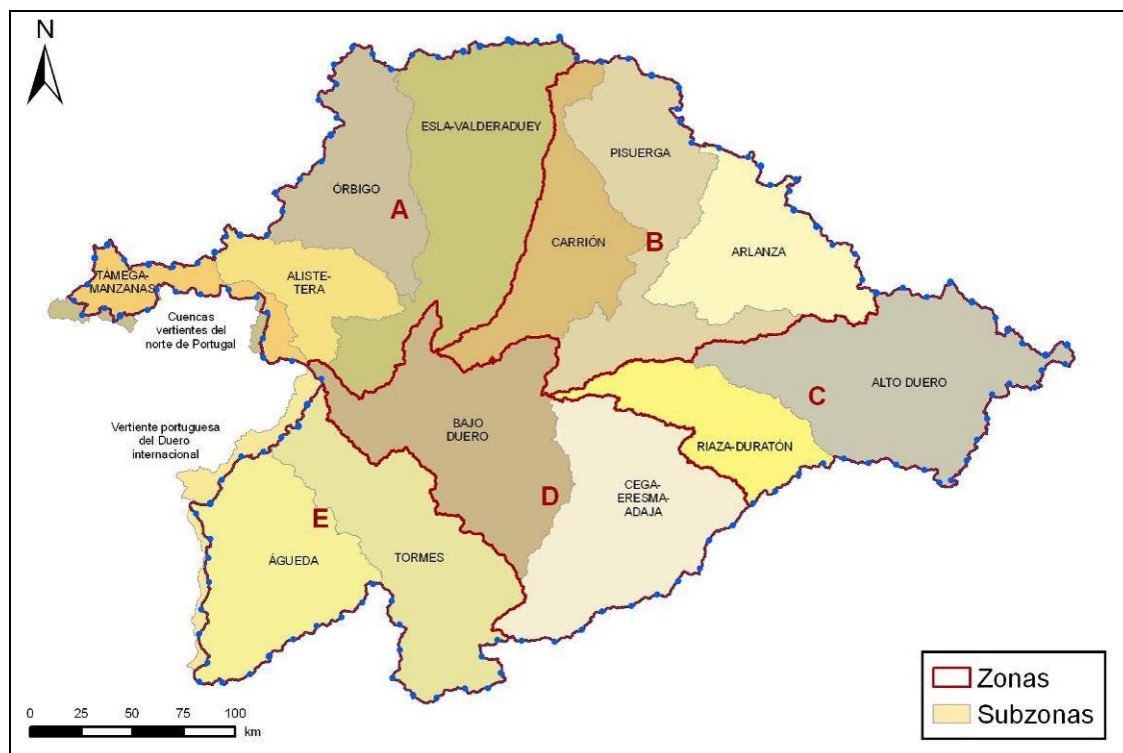 N
ESLA-VALDERADUEY
PISUERGA
ÓRBIGO
A
CARRIÓN
B
ARLANZA
TÁMEGA-
MANZANAS
ALISTE-
TERA
Cuencas
vertientes del
norte de Portugal
ALTO DUERO
C
BAJO
DUERO
Vertiente portuguesa
del Duero
internacional
RIAZA-DURATÓN
CEGA-
ERESMA-
ADAJA
D
E
ÁGUEDA
TORMES
Zonas
Subzonas
0 25 50 75 100
km